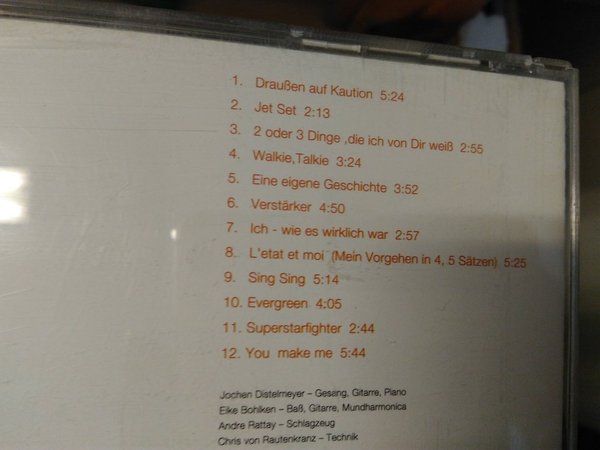 1. Draußen auf Kaution 5:24
2. Jet Set 2:13
3. 2 oder 3 Dinge ,die ich von Dir weiß 2:55
4. Walkie,Talkie 3:24
5. Eine eigene Geschichte 3:52
6. Verstärker 4:50
7. Ich - wie es wirklich war 2:57
8. L'etat et moi (Mein Vorgehen in 4, 5 Sätzen) 5:25
9. Sing Sing 5:14
10. Evergreen 4:05
11. Superstarfighter 2:44
12. You make me 5:44
Jochen Distelmeyer – Gesang, Gitarre, Piano
Eike Bohlken – Baß, Gitarre, Mundharmonica
Andre Rattay – Schlagzeug
Chris von Rautenkranz – Technik